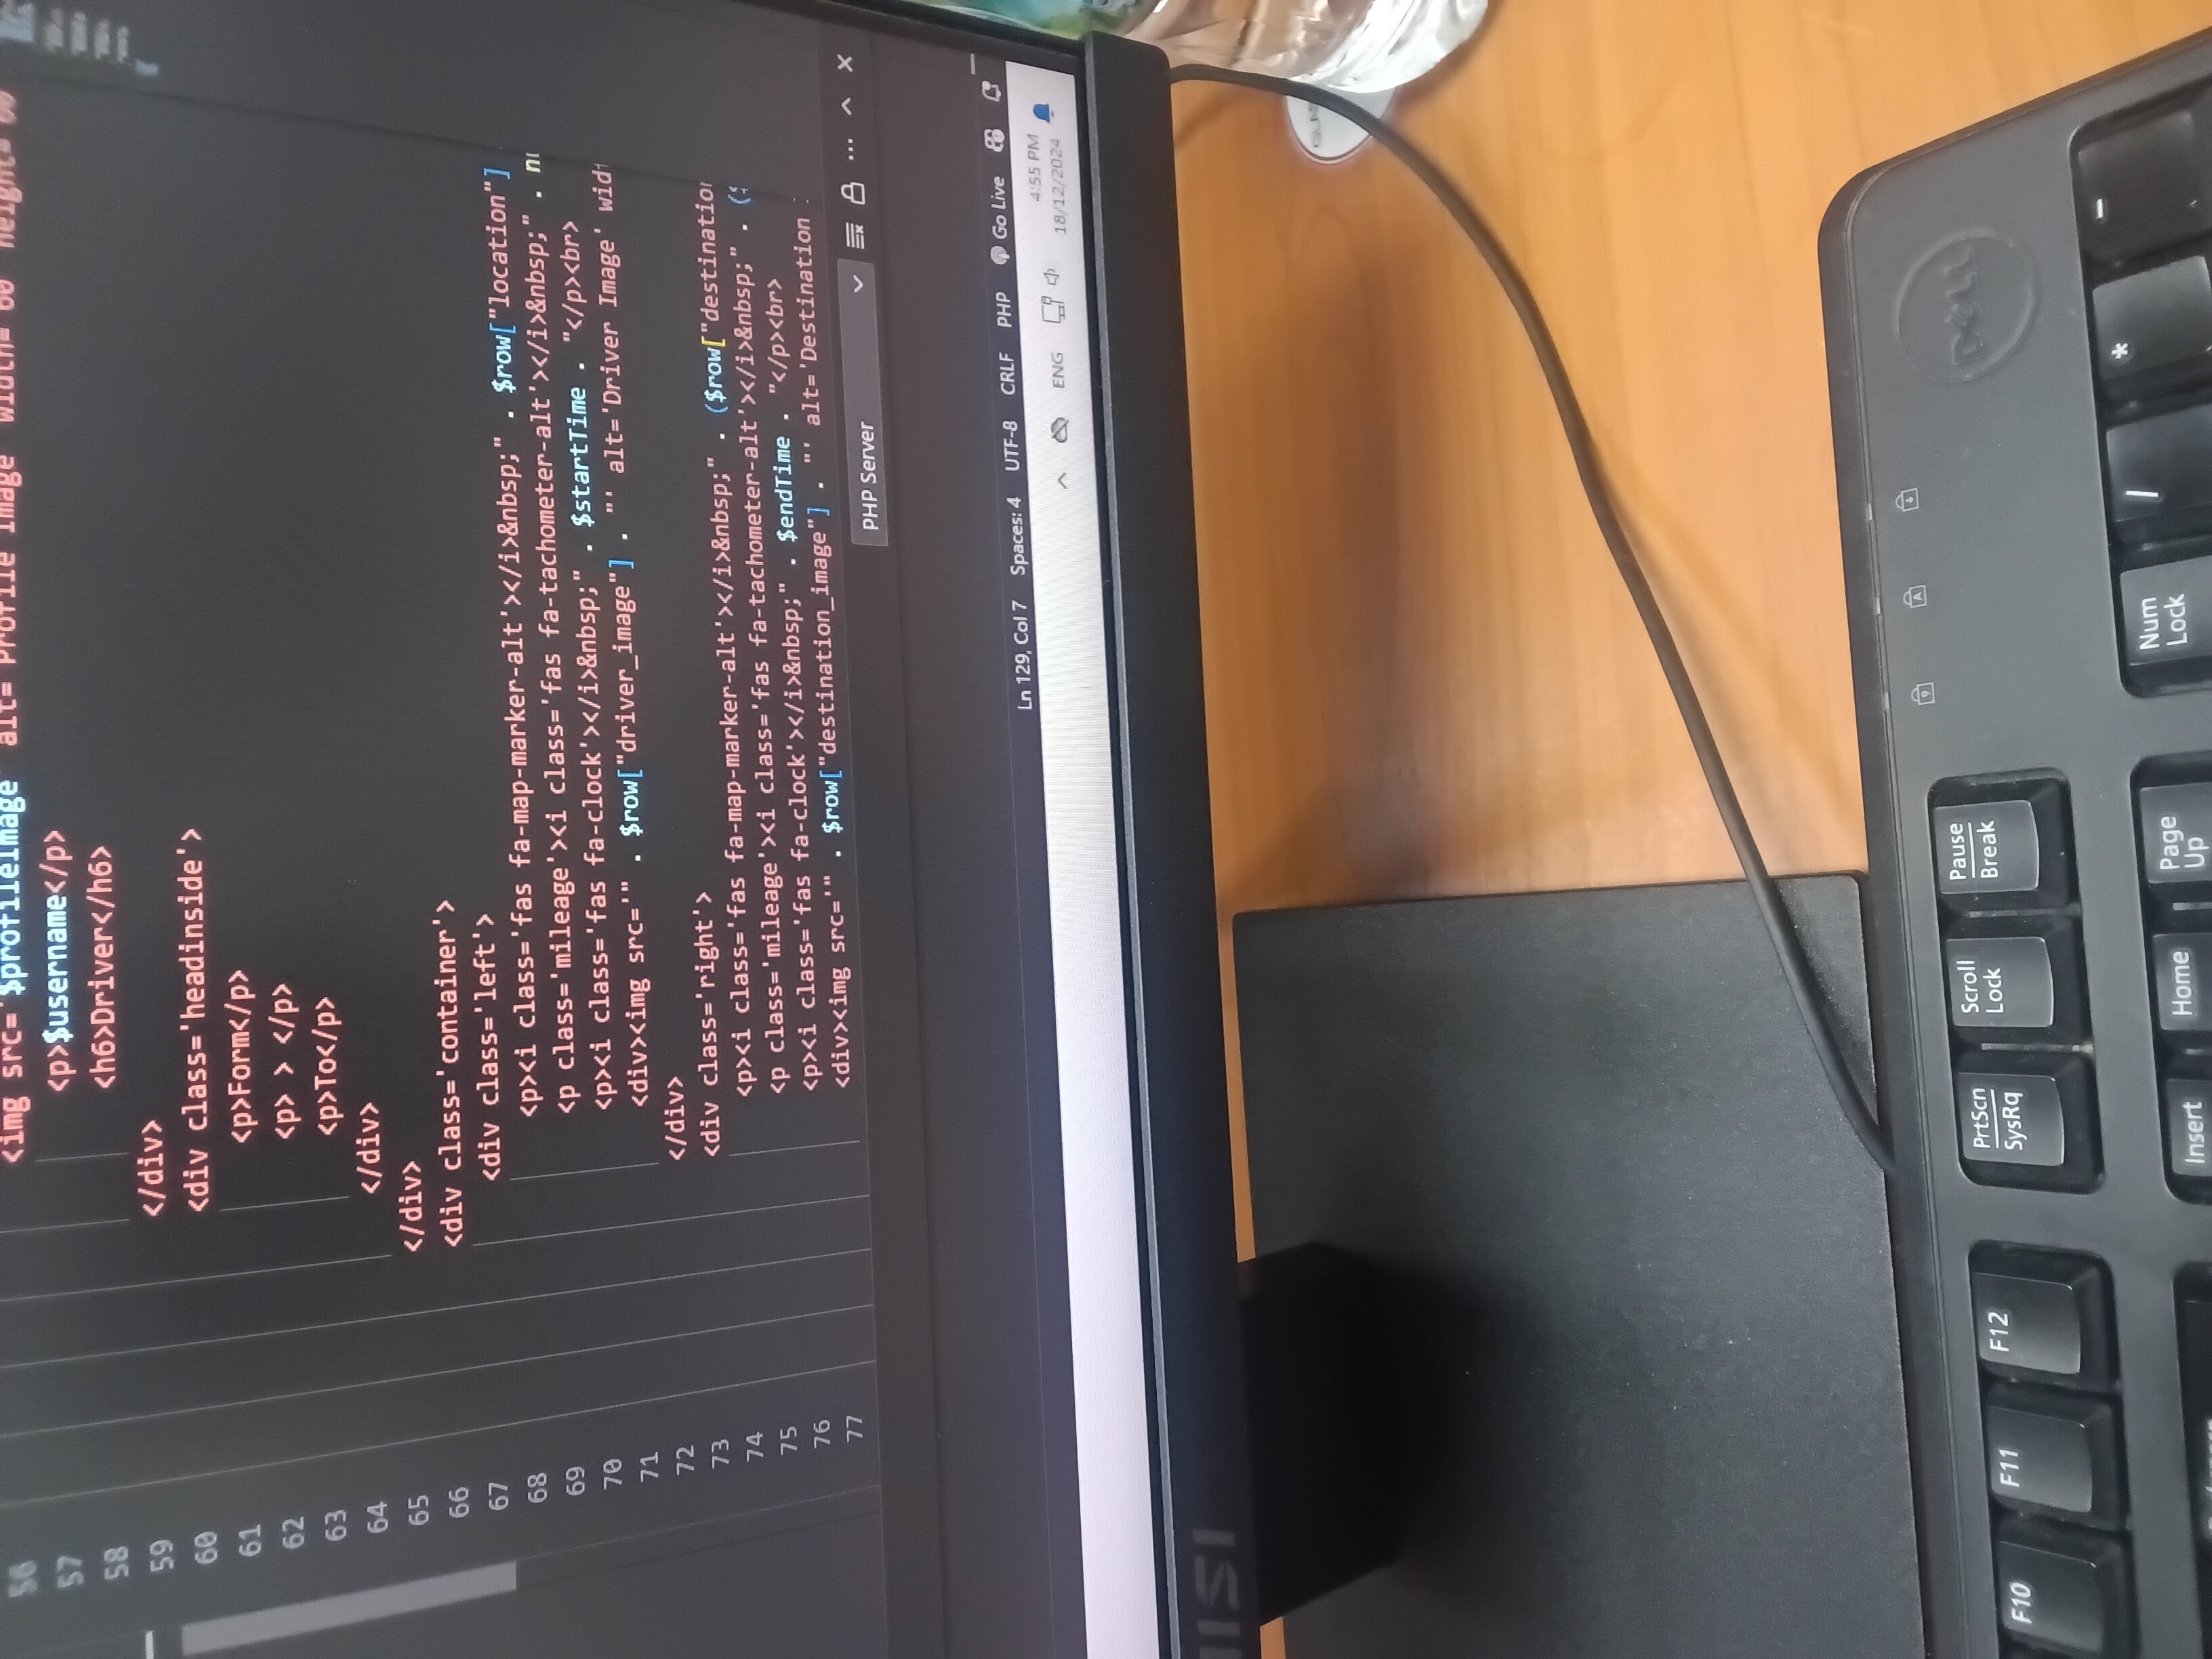 56 <img src='$profileImage' alt='Profile Image' width='60' height='60'
57 <p>$username</p>
58 <h6>Driver</h6>
59 </div>
60 <div class='headinside'>
61 <p>Form</p>
62 <p> > </p>
63 <p>To</p>
64 </div>
65 </div>
66 <div class='container'>
67 <div class='left'>
68 <p><i class='fas fa-map-marker-alt'></i>&nbsp;" . $row["location"]
69 <p class='mileage'><i class='fas fa-tachometer-alt'></i>&nbsp;" .
70 <p><i class='fas fa-clock'></i>&nbsp;" . $startTime . "</p><br>
71 <div><img src='" . $row["driver_image"] . "' alt='Driver Image'
72 </div>
73 <div class='right'>
74 <p><i class='fas fa-map-marker-alt'></i>&nbsp;" . ($row["destination
75 <p class='mileage'><i class='fas fa-tachometer-alt'></i>&nbsp;" . ($
76 <p><i class='fas fa-clock'></i>&nbsp;" . $endTime . "</p><br>
77 <div><img src='" . $row["destination_image"] . "' alt='Destination
PHP Server
Ln 129, Col 7 Spaces: 4 UTF-8 CRLF PHP Go Live
ENG 4:55 PM
18/12/2024
DELL
F10 F11 F12 PrtScn SysRq Scroll Lock Pause Break
Insert Home Page Up Num Lock / * -